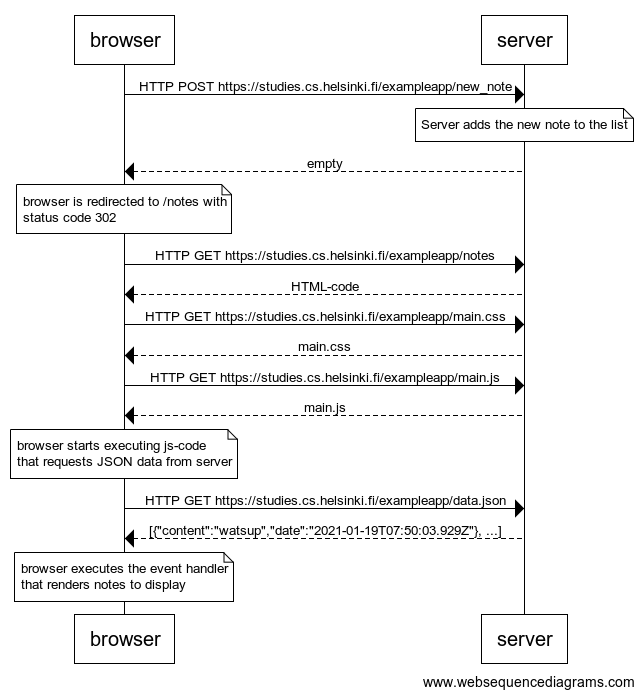 browser server
HTTP POST https://studies.cs.helsinki.fi/exampleapp/new_note
Server adds the new note to the list
empty
browser is redirected to /notes with
status code 302
HTTP GET https://studies.cs.helsinki.fi/exampleapp/notes
HTML-code
HTTP GET https://studies.cs.helsinki.fi/exampleapp/main.css
main.css
HTTP GET https://studies.cs.helsinki.fi/exampleapp/main.js
main.js
browser starts executing js-code
that requests JSON data from server
HTTP GET https://studies.cs.helsinki.fi/exampleapp/data.json
[{"content":"watsup","date":"2021-01-19T07:50:03.929Z"}, ...]
browser executes the event handler
that renders notes to display
browser server
www.websequencediagrams.com